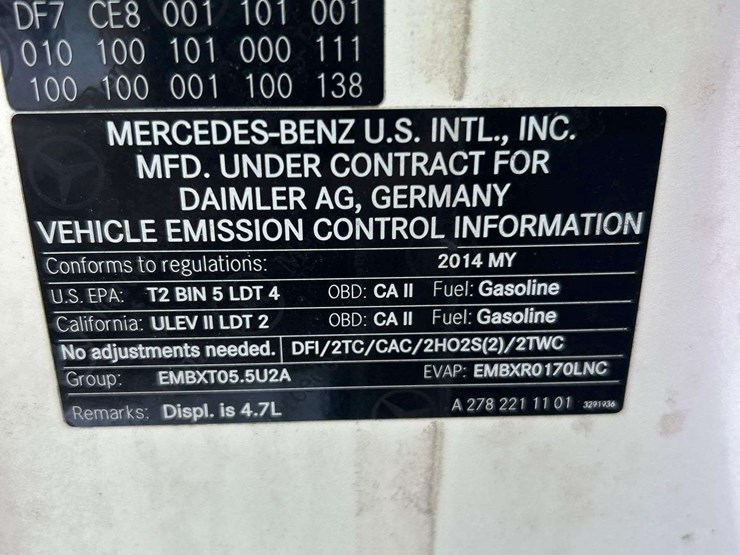 DF7 CE8 001 101 001
010 100 101 000 111
100 100 001 100 138
MERCEDES-BENZ U.S. INTL., INC.
MFD. UNDER CONTRACT FOR
DAIMLER AG, GERMANY
VEHICLE EMISSION CONTROL INFORMATION
Conforms to regulations: 2014 MY
U.S. EPA: T2 BIN 5 LDT 4 OBD: CA II Fuel: Gasoline
California: ULEV II LDT 2 OBD: CA II Fuel: Gasoline
No adjustments needed. DFI/2TC/CAC/2HO2S(2)/2TWC
Group: EMBXT05.5U2A EVAP: EMBXR0170LNC
Remarks: Displ. is 4.7L A 278 221 11 01 3291936